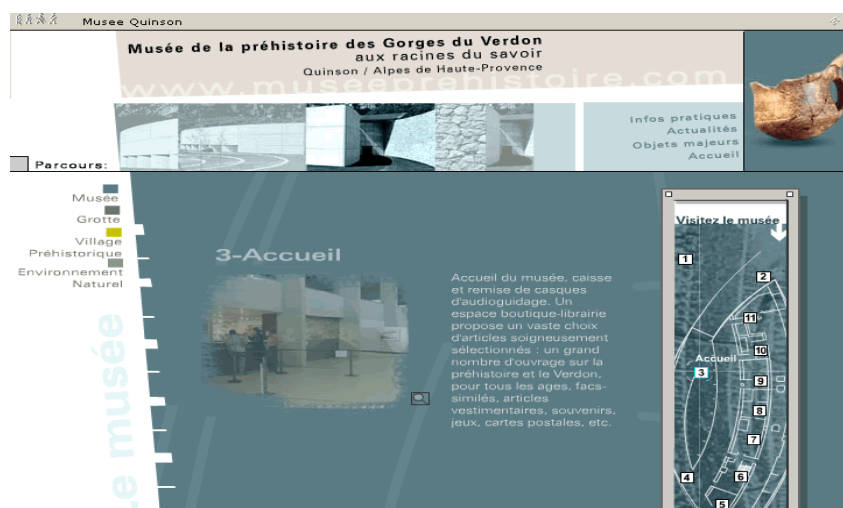 Musee Quinson
Musée de la préhistoire des Gorges du Verdon
aux racines du savoir
Quinson / Alpes de Haute-Provence
www.museeprehistoire.com
Infos pratiques
Actualités
Objets majeurs
Accueil
Parcours:
Musée
Grotte
Village
Préhistorique
Environnement
Naturel
Le musée
3-Accueil
Accueil du musée, caisse
et remise de casques
d'audioguidage. Un
espace boutique-librairie
propose un vaste choix
d'articles soigneusement
sélectionnés : un grand
nombre d'ouvrage sur la
préhistoire et le Verdon,
pour tous les ages, facs-
similés, articles
vestimentaires, souvenirs,
jeux, cartes postales, etc.
Visitez le musée
1
2
11
10
Accueil
3
9
8
7
6
4
5